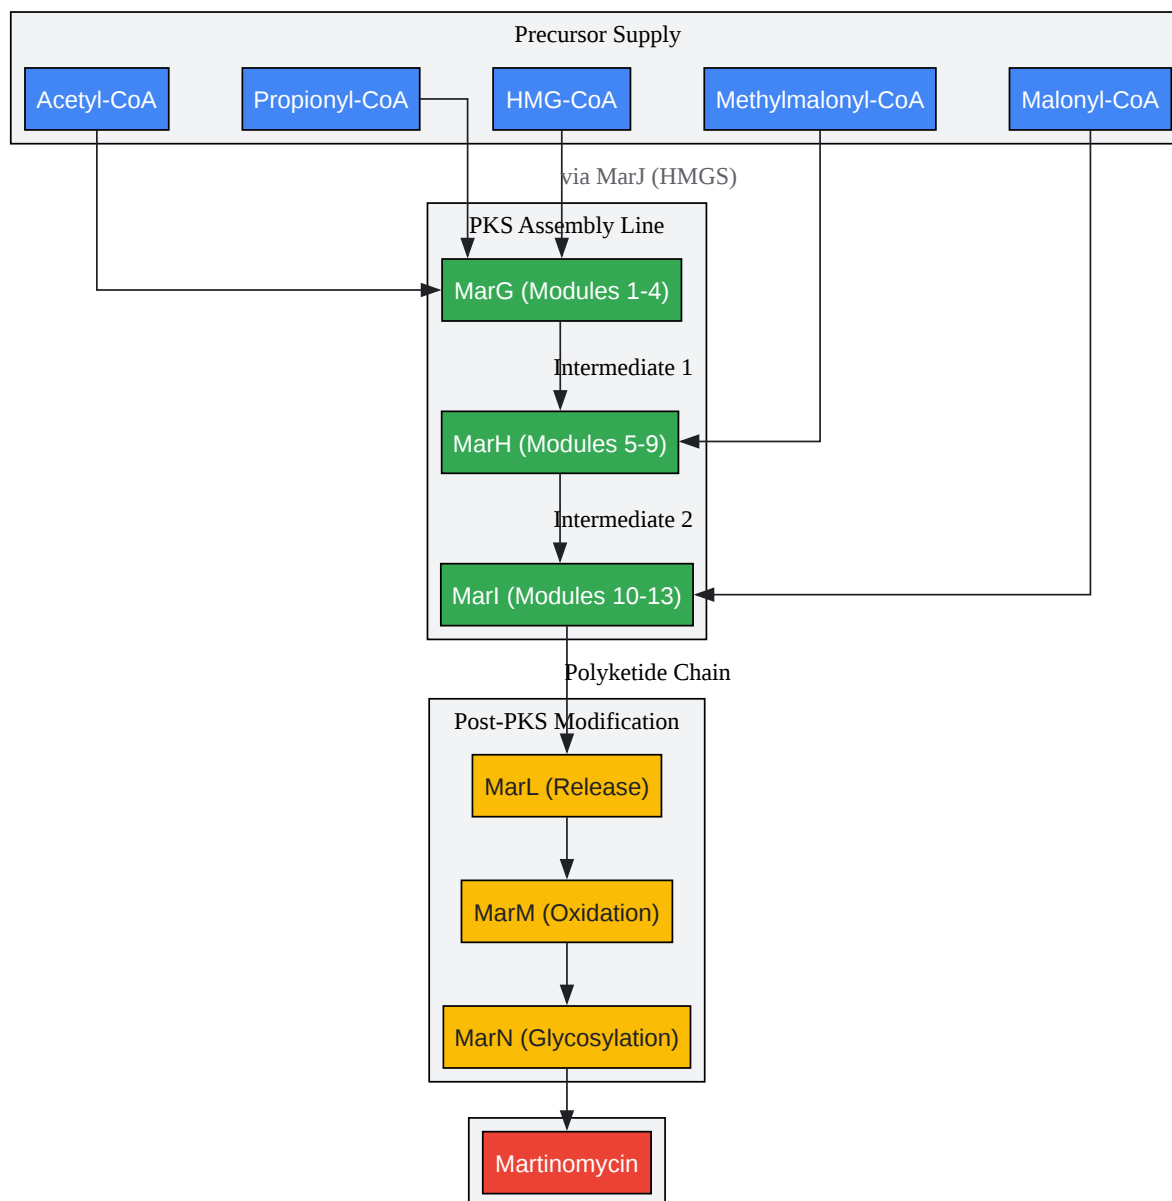 Precursor Supply
Acetyl-CoA
Propionyl-CoA
HMG-CoA
Methylmalonyl-CoA
Malonyl-CoA
via MarJ (HMGS)
PKS Assembly Line
MarG (Modules 1-4)
Intermediate 1
MarH (Modules 5-9)
Intermediate 2
MarI (Modules 10-13)
Polyketide Chain
Post-PKS Modification
MarL (Release)
MarM (Oxidation)
MarN (Glycosylation)
Martinomycin